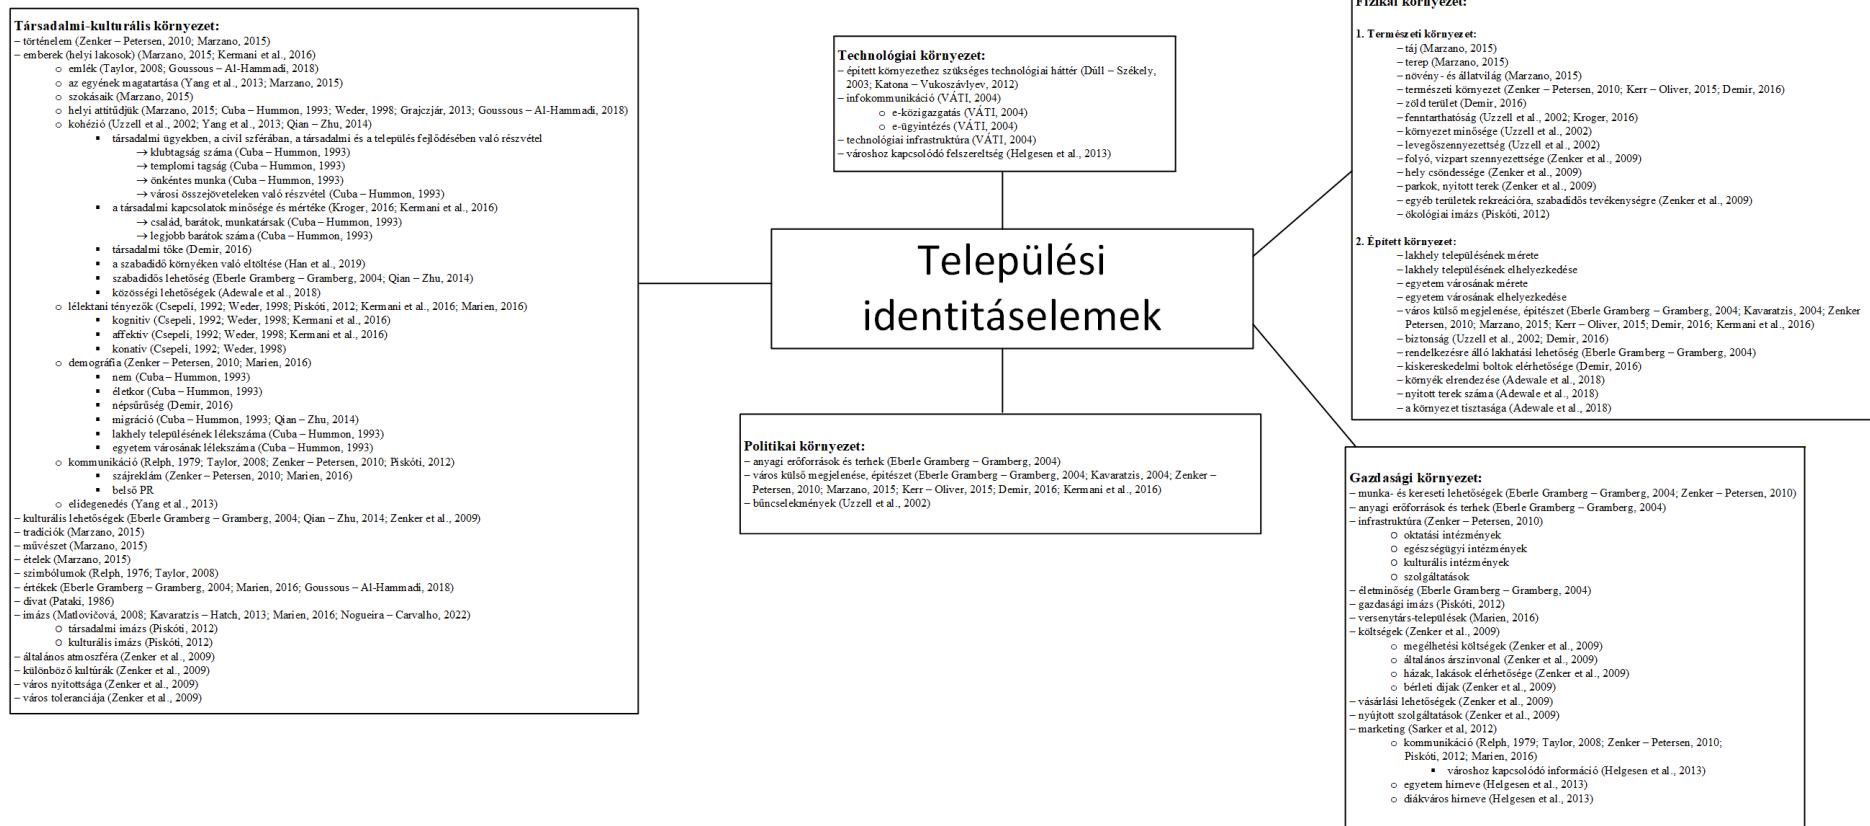 Társadalmi-kulturális környezet:
– történelem (Zenker – Petersen, 2010; Marzano, 2015)
– emberek (helyi lakosok) (Marzano, 2015; Kermani et al., 2016)
o emlék (Taylor, 2008; Goussous – Al-Hammadi, 2018)
o az egyének magatartása (Yang et al., 2013; Marzano, 2015)
o szokásaik (Marzano, 2015)
o helyi attitűdjük (Marzano, 2015; Cuba – Hummon, 1993; Weder, 1998; Grajczjár, 2013; Goussous – Al-Hammadi, 2018)
o kohézió (Uzzell et al., 2002; Yang et al., 2013; Qian – Zhu, 2014)
▪ társadalmi ügyekben, a civil szférában, a társadalmi és a település fejlődésében való részvétel
→ klubtagság száma (Cuba – Hummon, 1993)
→ templomi tagság (Cuba – Hummon, 1993)
→ önkéntes munka (Cuba – Hummon, 1993)
→ városi összejöveteleken való részvétel (Cuba – Hummon, 1993)
▪ a társadalmi kapcsolatok minősége és mértéke (Kroger, 2016; Kermani et al., 2016)
→ család, barátok, munkatársak (Cuba – Hummon, 1993)
→ legjobb barátok száma (Cuba – Hummon, 1993)
▪ társadalmi tőke (Demir, 2016)
▪ a szabadidő környéken való eltöltése (Han et al., 2019)
▪ szabadidős lehetőség (Eberle Gramberg – Gramberg, 2004; Qian – Zhu, 2014)
▪ közösségi lehetőségek (Adewale et al., 2018)
o lélektani tényezők (Csepeli, 1992; Weder, 1998; Piskóti, 2012; Kermani et al., 2016; Marien, 2016)
▪ kognitív (Csepeli, 1992; Weder, 1998; Kermani et al., 2016)
▪ affektív (Csepeli, 1992; Weder, 1998; Kermani et al., 2016)
▪ konatív (Csepeli, 1992; Weder, 1998)
o demográfia (Zenker – Petersen, 2010; Marien, 2016)
▪ nem (Cuba – Hummon, 1993)
▪ életkor (Cuba – Hummon, 1993)
▪ népsűrűség (Demir, 2016)
▪ migráció (Cuba – Hummon, 1993; Qian – Zhu, 2014)
▪ lakhely településének lélekszáma (Cuba – Hummon, 1993)
▪ egyetem városának lélekszáma (Cuba – Hummon, 1993)
o kommunikáció (Relph, 1979; Taylor, 2008; Zenker – Petersen, 2010; Piskóti, 2012)
▪ szájreklám (Zenker – Petersen, 2010; Marien, 2016)
▪ belső PR
o elidegenedés (Yang et al., 2013)
– kulturális lehetőségek (Eberle Gramberg – Gramberg, 2004; Qian – Zhu, 2014; Zenker et al., 2009)
– tradíciók (Marzano, 2015)
– művészet (Marzano, 2015)
– ételek (Marzano, 2015)
– szimbólumok (Relph, 1976; Taylor, 2008)
– értékek (Eberle Gramberg – Gramberg, 2004; Marien, 2016; Goussous – Al-Hammadi, 2018)
– divat (Pataki, 1986)
– imázs (Matlovičová, 2008; Kavaratzis – Hatch, 2013; Marien, 2016; Nogueira – Carvalho, 2022)
o társadalmi imázs (Piskóti, 2012)
o kulturális imázs (Piskóti, 2012)
– általános atmoszféra (Zenker et al., 2009)
– különböző kultúrák (Zenker et al., 2009)
– város nyitottsága (Zenker et al., 2009)
– város toleranciája (Zenker et al., 2009)
Technológiai környezet:
– épített környezethez szükséges technológiai háttér (Dúll – Székely,
2003; Katona – Vukoszávlyev, 2012)
– infokommunikáció (VÁTI, 2004)
o e-közigazgatás (VÁTI, 2004)
o e-ügyintézés (VÁTI, 2004)
– technológiai infrastruktúra (VÁTI, 2004)
– városhoz kapcsolódó felszereltség (Helgesen et al., 2013)
Települési
identitáselemek
Politikai környezet:
– anyagi erőforrások és terhek (Eberle Gramberg – Gramberg, 2004)
– város külső megjelenése, építészet (Eberle Gramberg – Gramberg, 2004; Kavaratzis, 2004; Zenker –
Petersen, 2010; Marzano, 2015; Kerr – Oliver, 2015; Demir, 2016; Kermani et al., 2016)
– bűncselekmények (Uzzell et al., 2002)
Fizikai környezet:
1. Természeti környezet:
– táj (Marzano, 2015)
– terep (Marzano, 2015)
– növény- és állatvilág (Marzano, 2015)
– természeti környezet (Zenker – Petersen, 2010; Kerr – Oliver, 2015; Demir, 2016)
– zöld terület (Demir, 2016)
– fenntarthatóság (Uzzell et al., 2002; Kroger, 2016)
– környezet minősége (Uzzell et al., 2002)
– levegőszennyezettség (Uzzell et al., 2002)
– folyó, vízpart szennyezettsége (Zenker et al., 2009)
– hely csöndessége (Zenker et al., 2009)
– parkok, nyitott terek (Zenker et al., 2009)
– egyéb területek rekreációra, szabadidős tevékenységre (Zenker et al., 2009)
– ökológiai imázs (Piskóti, 2012)
2. Épített környezet:
– lakhely településének mérete
– lakhely településének elhelyezkedése
– egyetem városának mérete
– egyetem városának elhelyezkedése
– város külső megjelenése, építészet (Eberle Gramberg – Gramberg, 2004; Kavaratzis, 2004; Zenker
Petersen, 2010; Marzano, 2015; Kerr – Oliver, 2015; Demir, 2016; Kermani et al., 2016)
– biztonság (Uzzell et al., 2002; Demir, 2016)
– rendelkezésre álló lakhatási lehetőség (Eberle Gramberg – Gramberg, 2004)
– kiskereskedelmi boltok elérhetősége (Demir, 2016)
– környék elrendezése (Adewale et al., 2018)
– nyitott terek száma (Adewale et al., 2018)
– a környezet tisztasága (Adewale et al., 2018)
Gazdasági környezet:
– munka- és kereseti lehetőségek (Eberle Gramberg – Gramberg, 2004; Zenker – Petersen, 2010)
– anyagi erőforrások és terhek (Eberle Gramberg – Gramberg, 2004)
– infrastruktúra (Zenker – Petersen, 2010)
o oktatási intézmények
o egészségügyi intézmények
o kulturális intézmények
o szolgáltatások
– életminőség (Eberle Gramberg – Gramberg, 2004)
– gazdasági imázs (Piskóti, 2012)
– versenytárs-települések (Marien, 2016)
– költségek (Zenker et al., 2009)
o megélhetési költségek (Zenker et al., 2009)
o általános árszínvonal (Zenker et al., 2009)
o házak, lakások elérhetősége (Zenker et al., 2009)
o bérleti díjak (Zenker et al., 2009)
– vásárlási lehetőségek (Zenker et al., 2009)
– nyújtott szolgáltatások (Zenker et al., 2009)
– marketing (Sarker et al, 2012)
o kommunikáció (Relph, 1979; Taylor, 2008; Zenker – Petersen, 2010;
Piskóti, 2012; Marien, 2016)
▪ városhoz kapcsolódó információ (Helgesen et al., 2013)
o egyetem hírneve (Helgesen et al., 2013)
o diákváros hírneve (Helgesen et al., 2013)